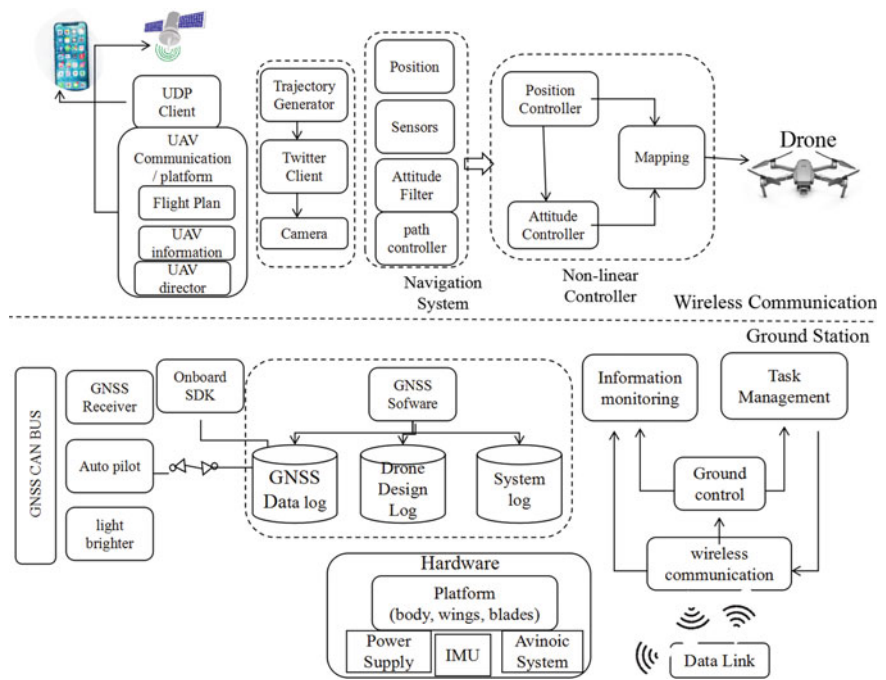 UDP
Client
UAV
Communication
/ platform
Flight Plan
UAV
information
UAV
director
Trajectory
Generator
Twitter
Client
Camera
Position
Sensors
Attitude
Filter
path
controller
Navigation
System
Position
Controller
Attitude
Controller
Mapping
Non-linear
Controller
Drone
Wireless Communication
Ground Station
GNSS CAN BUS
GNSS
Receiver
Auto pilot
light
brighter
Onboard
SDK
GNSS
Sofware
GNSS
Data log
Drone
Design
Log
System
log
Information
monitoring
Task
Management
Ground
control
wireless
communication
Data Link
Hardware
Platform
(body, wings, blades)
Power
Supply
IMU
Avinoic
System